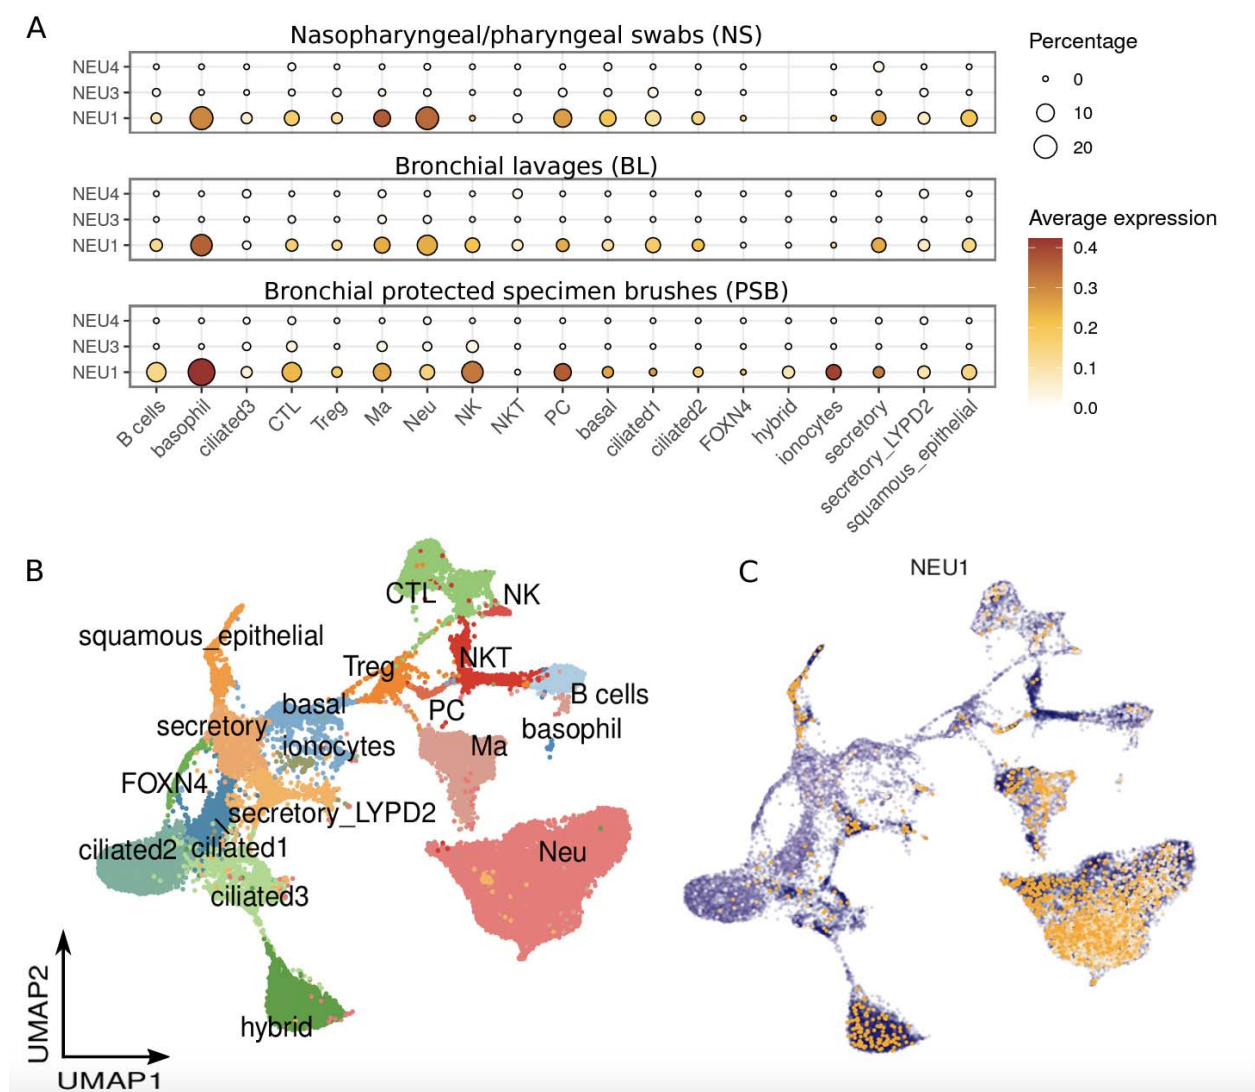 A
Nasopharyngeal/pharyngeal swabs (NS)
NEU4
NEU3
NEU1
Bronchial lavages (BL)
NEU4
NEU3
NEU1
Bronchial protected specimen brushes (PSB)
NEU4
NEU3
NEU1
B cells
basophil
ciliated3
CTL
Treg
Ma
Neu
NK
NKT
PC
basal
ciliated1
ciliated2
FOXN4
hybrid
ionocytes
secretory
secretory_LYPD2
squamous_epithelial
Percentage
0
10
20
Average expression
0.4
0.3
0.2
0.1
0.0
B
CTL
NK
squamous_epithelial
Treg
NKT
B cells
basal
PC
secretory
basophil
ionocytes
Ma
FOXN4
secretory_LYPD2
ciliated2
ciliated1
Neu
ciliated3
hybrid
UMAP2
UMAP1
C
NEU1